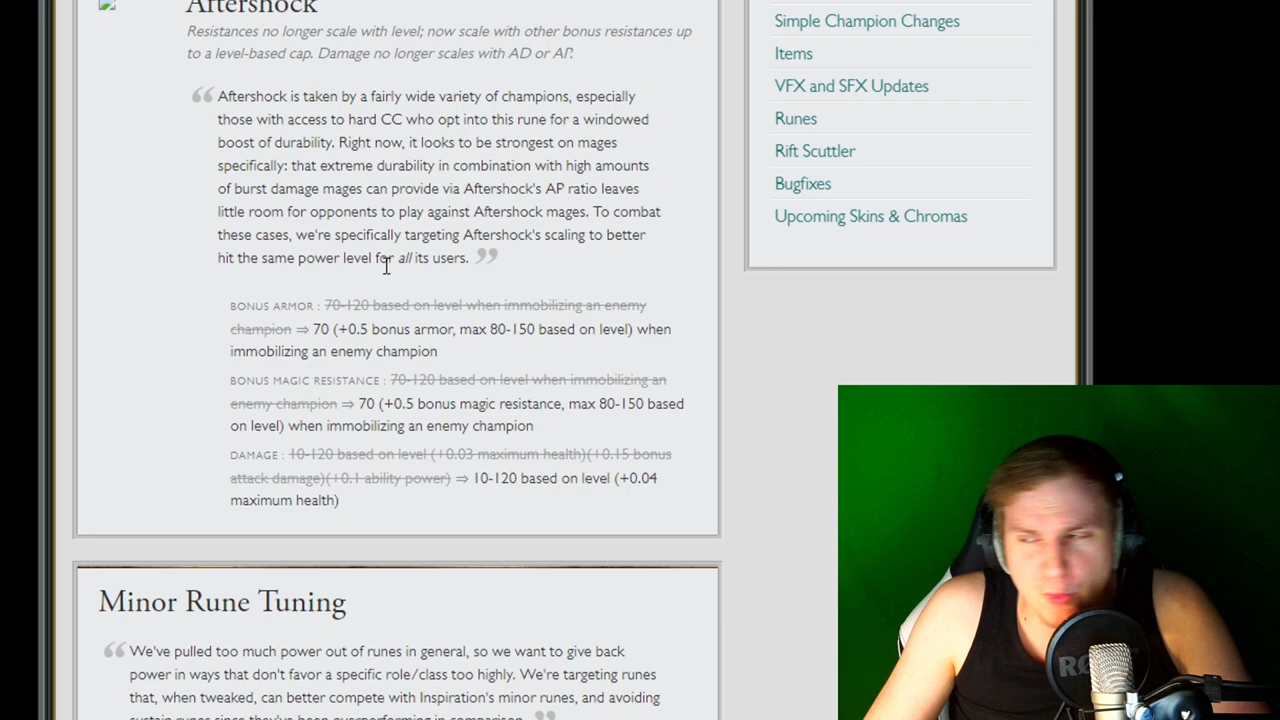 Aftershock
Resistances no longer scale with level; now scale with other bonus resistances up
to a level-based cap. Damage no longer scales with AD or AP.
“ Aftershock is taken by a fairly wide variety of champions, especially
those with access to hard CC who opt into this rune for a windowed
boost of durability. Right now, it looks to be strongest on mages
specifically: that extreme durability in combination with high amounts
of burst damage mages can provide via Aftershock's AP ratio leaves
little room for opponents to play against Aftershock mages. To combat
these cases, we're specifically targeting Aftershock's scaling to better
hit the same power level for all its users. ”
BONUS ARMOR : 70-120 based on level when immobilizing an enemy
champion ⇒ 70 (+0.5 bonus armor, max 80-150 based on level) when
immobilizing an enemy champion
BONUS MAGIC RESISTANCE : 70-120 based on level when immobilizing an
enemy champion ⇒ 70 (+0.5 bonus magic resistance, max 80-150 based
on level) when immobilizing an enemy champion
DAMAGE : 10-120 based on level (+0.03 maximum health)(+0.15 bonus
attack damage)(+0.1 ability power) ⇒ 10-120 based on level (+0.04
maximum health)
Minor Rune Tuning
“ We've pulled too much power out of runes in general, so we want to give back
power in ways that don't favor a specific role/class too highly. We're targeting runes
that, when tweaked, can better compete with Inspiration's minor runes, and avoiding
sustain runes since they've been overperforming in comparison. ”
Simple Champion Changes
Items
VFX and SFX Updates
Runes
Rift Scuttler
Bugfixes
Upcoming Skins & Chromas